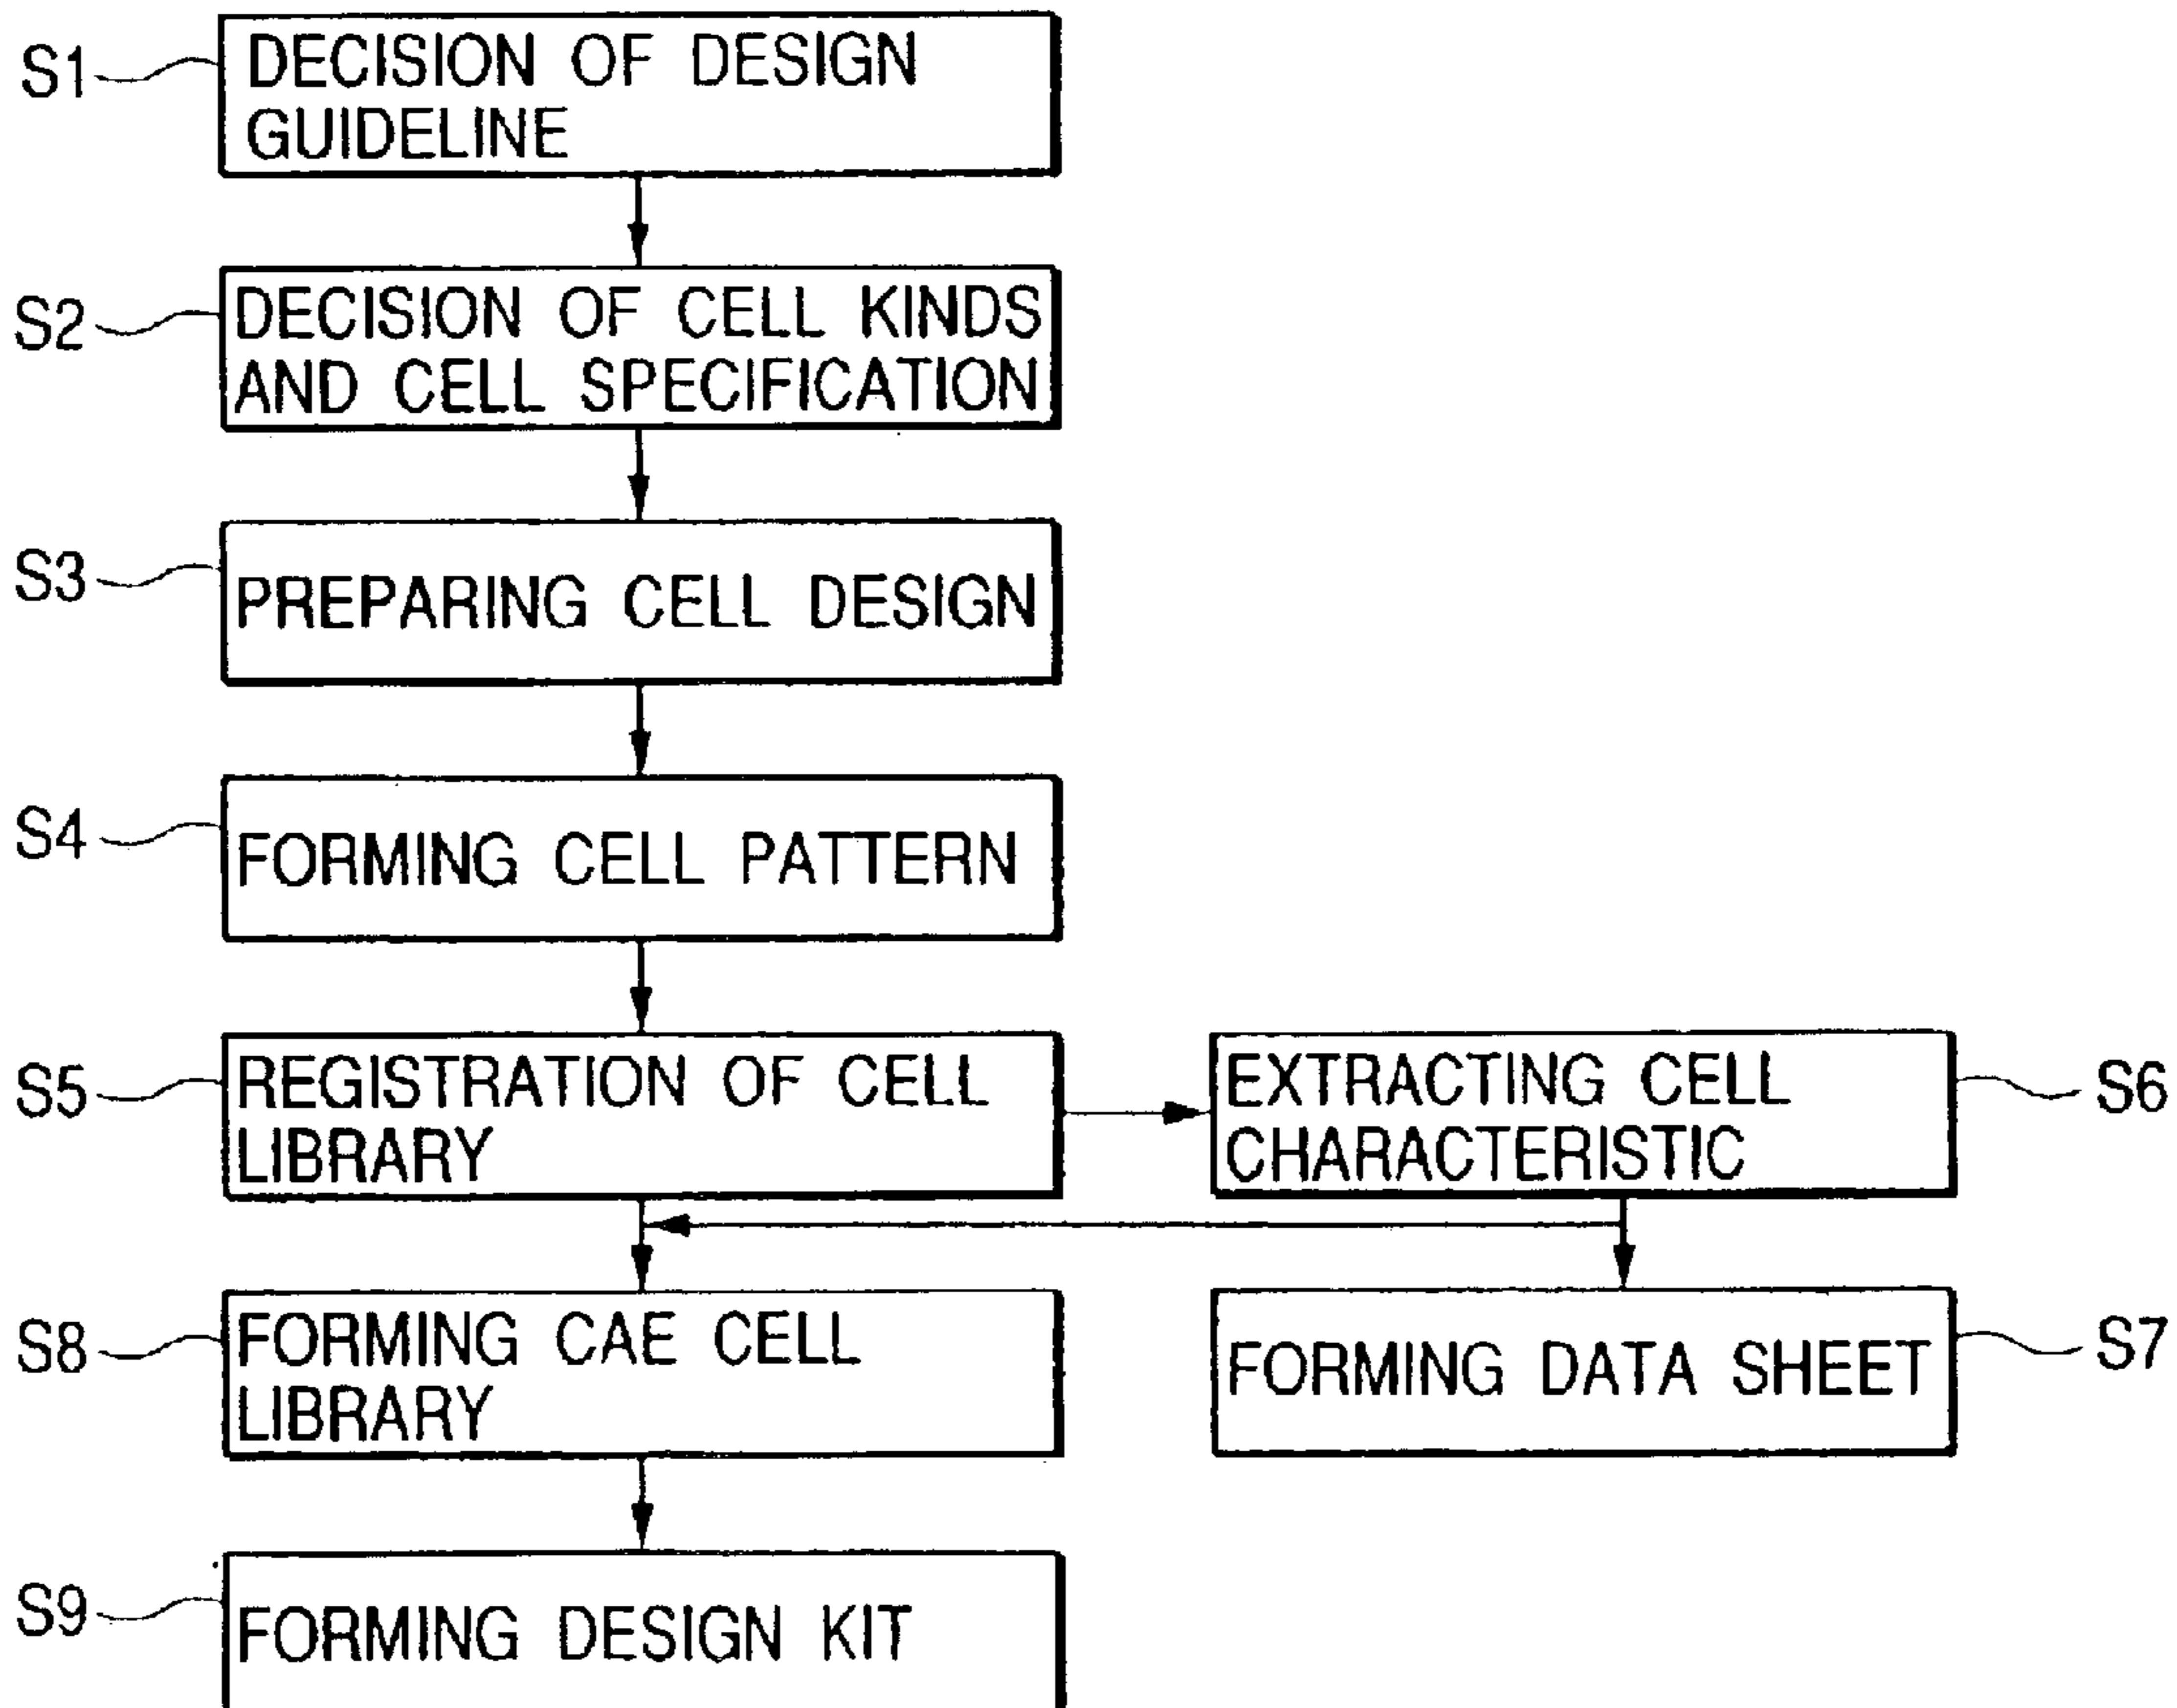 S1
DECISION OF DESIGN
GUIDELINE
S2
DECISION OF CELL KINDS
AND CELL SPECIFICATION
S3
PREPARING CELL DESIGN
S4
FORMING CELL PATTERN
S5
REGISTRATION OF CELL
LIBRARY
EXTRACTING CELL
CHARACTERISTIC
S6
S8
FORMING CAE CELL
LIBRARY
FORMING DATA SHEET
S7
S9
FORMING DESIGN KIT